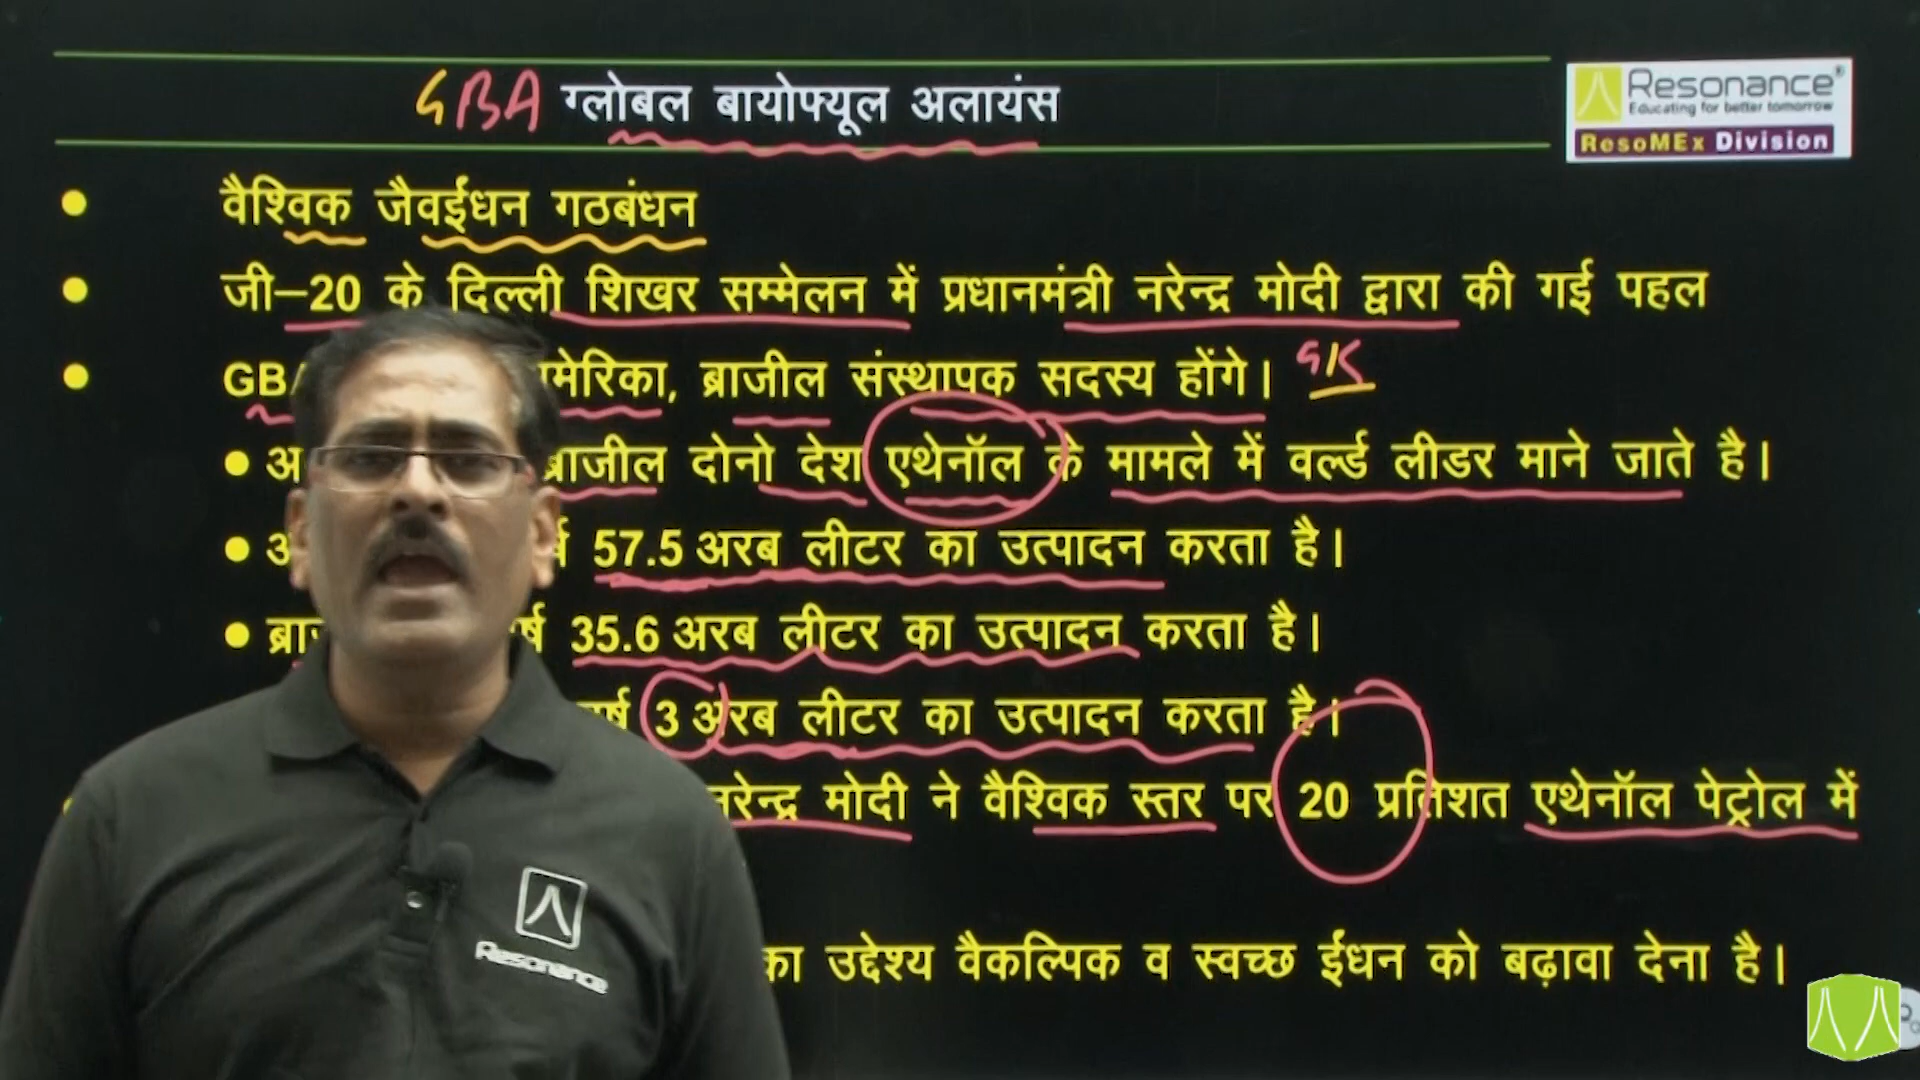 GBA ग्लोबल बायोफ्यूल अलायंस
Resonance®
Educating for better tomorrow
ResoMEx Division
वैश्विक जैवईंधन गठबंधन
जी–20 के दिल्ली शिखर सम्मेलन में प्रधानमंत्री नरेन्द्र मोदी द्वारा की गई पहल
GBA मेरिका, ब्राजील संस्थापक सदस्य होंगे। GK
ब्राजील दोनो देश एथेनॉल के मामले में वर्ल्ड लीडर माने जाते है।
57.5 अरब लीटर का उत्पादन करता है।
35.6 अरब लीटर का उत्पादन करता है।
3 अरब लीटर का उत्पादन करता है।
नरेन्द्र मोदी ने वैश्विक स्तर पर 20 प्रतिशत एथेनॉल पेट्रोल में
का उद्देश्य वैकल्पिक व स्वच्छ ईंधन को बढ़ावा देना है।
Resonance